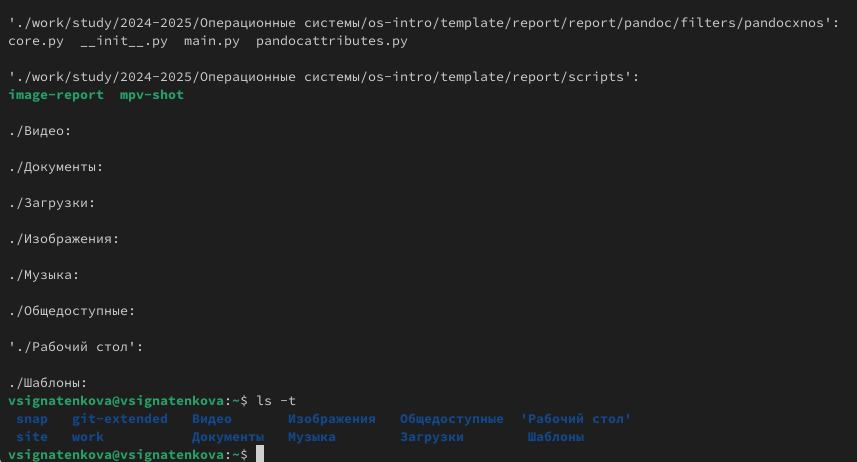 './work/study/2024-2025/Операционные системы/os-intro/template/report/report/pandoc/filters/pandocxnos':
core.py  __init__.py  main.py  pandocattributes.py
'./work/study/2024-2025/Операционные системы/os-intro/template/report/scripts':
image-report  mpv-shot
./Видео:
./Документы:
./Загрузки:
./Изображения:
./Музыка:
./Общедоступные:
'./Рабочий стол':
./Шаблоны:
vsignatenkova@vsignatenkova:~$ ls -t
snap   git-extended   Видео       Изображения   Общедоступные  'Рабочий стол'
site   work           Документы   Музыка        Загрузки        Шаблоны
vsignatenkova@vsignatenkova:~$